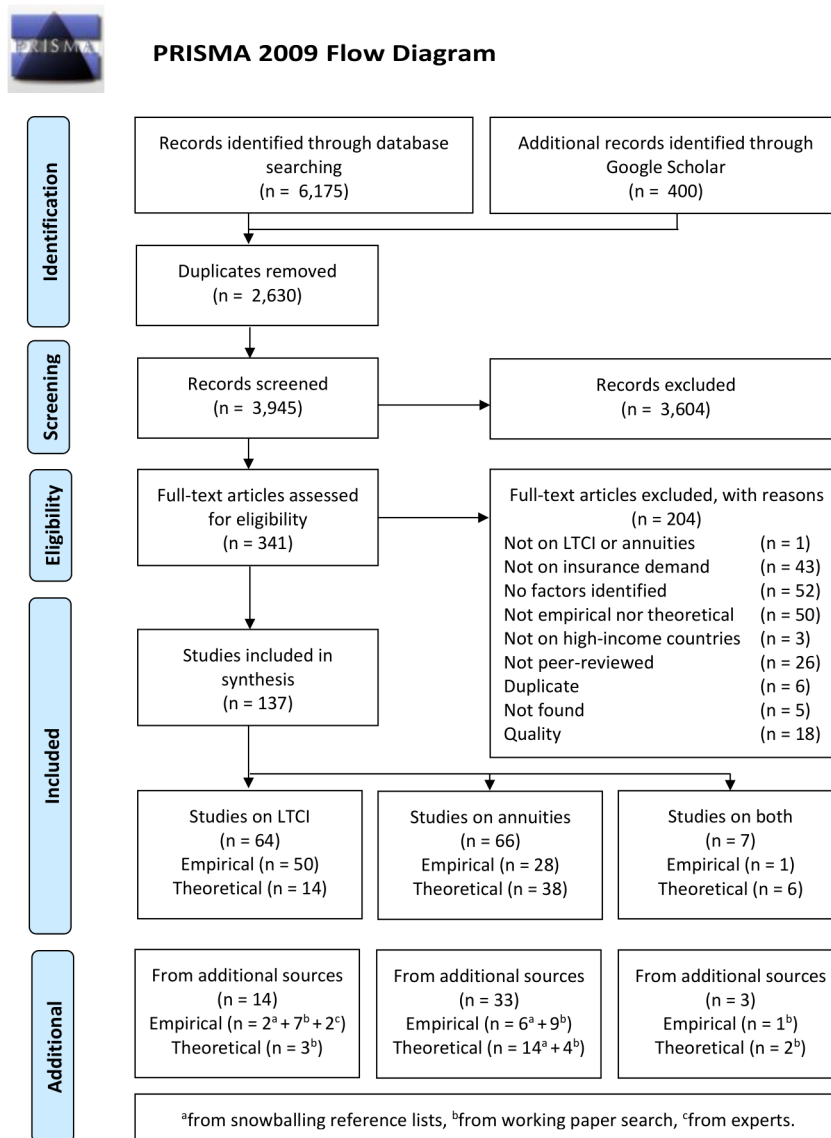 PRISMA
PRISMA 2009 Flow Diagram
Identification
Records identified through database
searching
(n = 6,175)
Additional records identified through
Google Scholar
(n = 400)
Duplicates removed
(n = 2,630)
Screening
Records screened
(n = 3,945)
Records excluded
(n = 3,604)
Eligibility
Full-text articles assessed
for eligibility
(n = 341)
Full-text articles excluded, with reasons
(n = 204)
Not on LTCI or annuities (n = 1)
Not on insurance demand (n = 43)
No factors identified (n = 52)
Not empirical nor theoretical (n = 50)
Not on high-income countries (n = 3)
Not peer-reviewed (n = 26)
Duplicate (n = 6)
Not found (n = 5)
Quality (n = 18)
Included
Studies included in
synthesis
(n = 137)
Studies on LTCI
(n = 64)
Empirical (n = 50)
Theoretical (n = 14)
Studies on annuities
(n = 66)
Empirical (n = 28)
Theoretical (n = 38)
Studies on both
(n = 7)
Empirical (n = 1)
Theoretical (n = 6)
Additional
From additional sources
(n = 14)
Empirical (n = 2ᵃ + 7ᵇ + 2ᶜ)
Theoretical (n = 3ᵇ)
From additional sources
(n = 33)
Empirical (n = 6ᵃ + 9ᵇ)
Theoretical (n = 14ᵃ + 4ᵇ)
From additional sources
(n = 3)
Empirical (n = 1ᵇ)
Theoretical (n = 2ᵇ)
ᵃfrom snowballing reference lists, ᵇfrom working paper search, ᶜfrom experts.